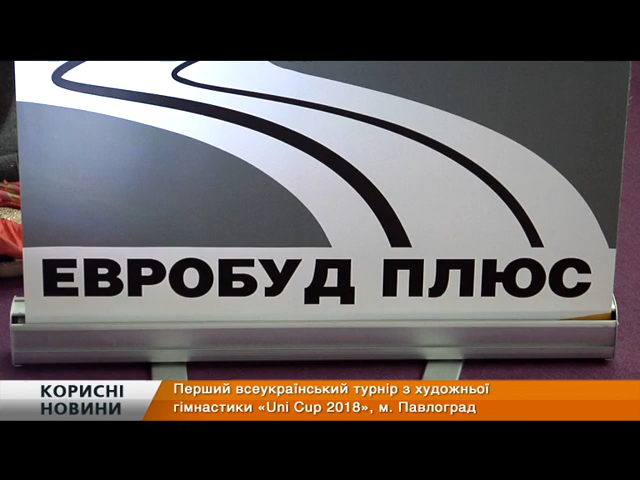 ЕВРОБУД ПЛЮС
КОРИСНІ
НОВИНИ
Перший всеукраїнський турнір з художньої
гімнастики «Uni Cup 2018», м. Павлоград